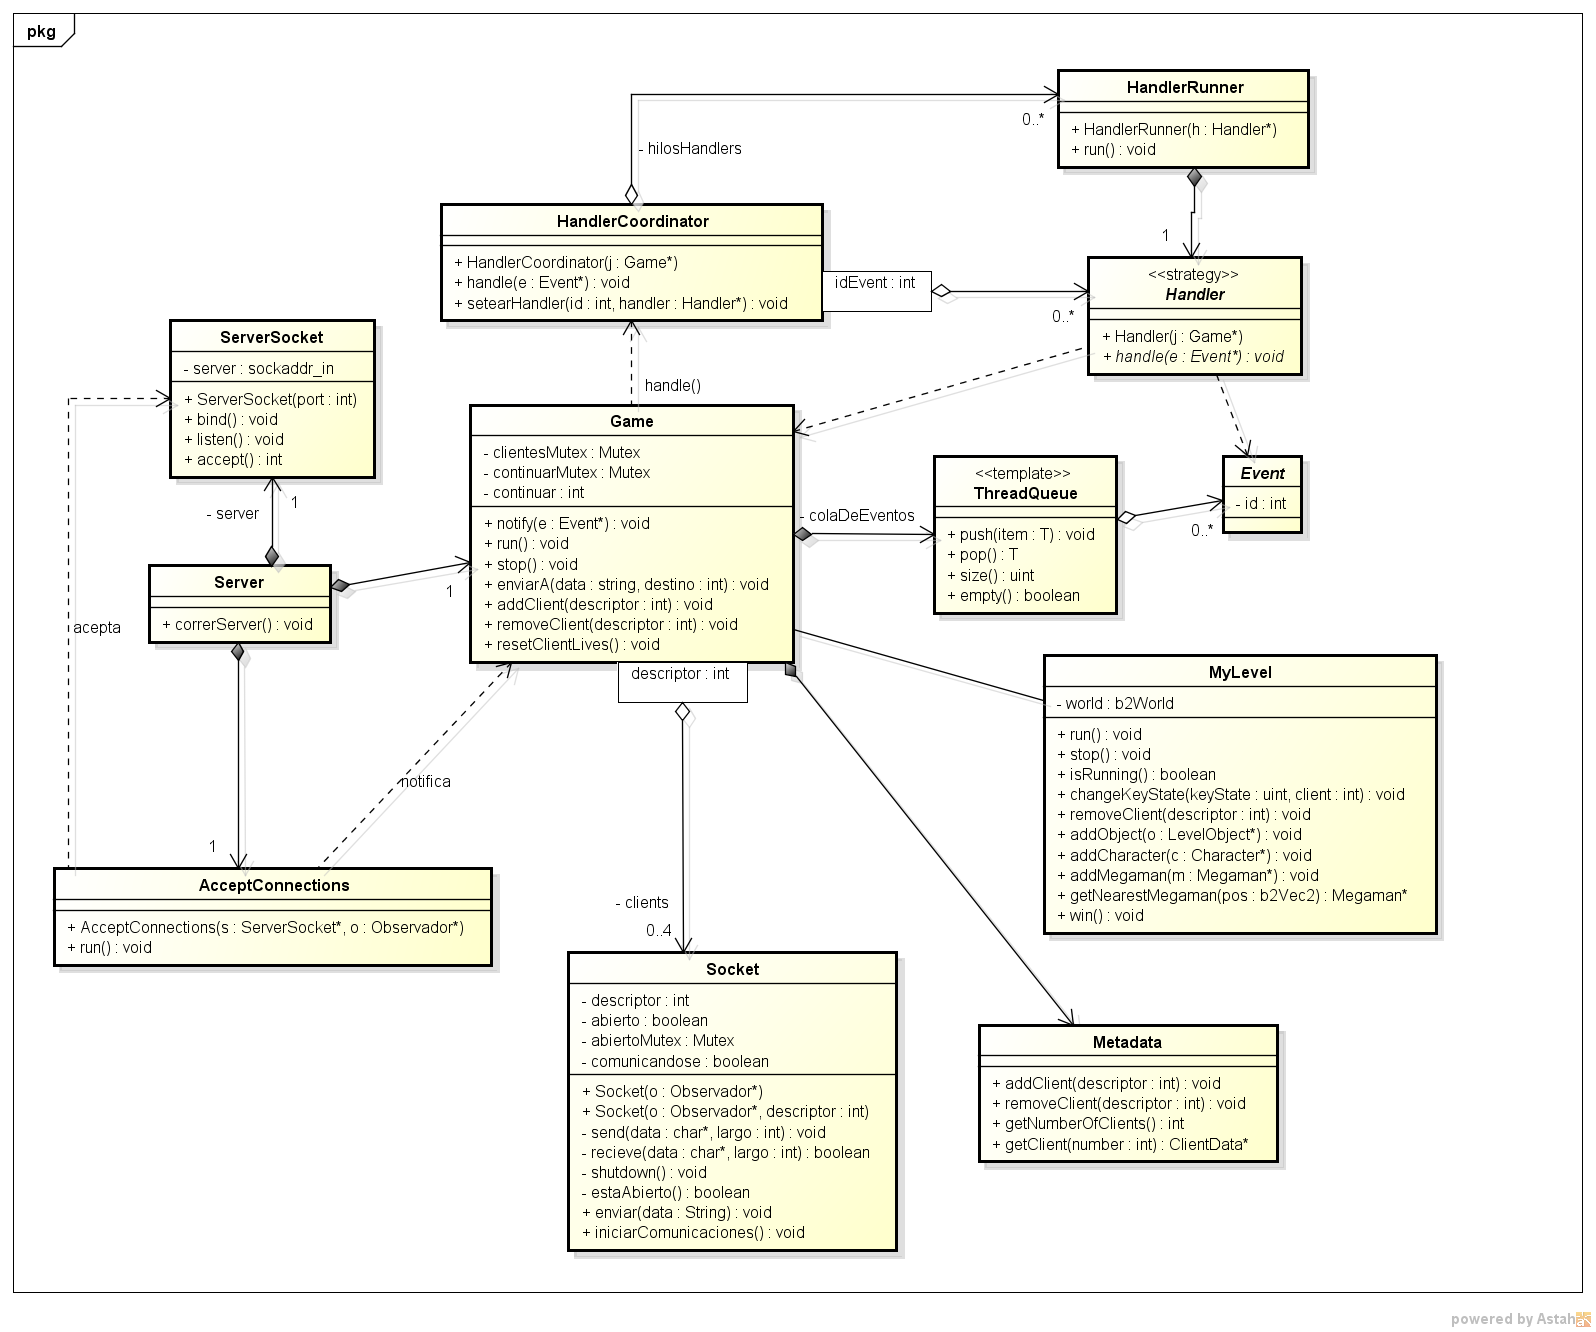 pkg
HandlerRunner
+ HandlerRunner(h : Handler*)
+ run() : void
0..*
- hilosHandlers
HandlerCoordinator
+ HandlerCoordinator(j : Game*)
+ handle(e : Event*) : void
+ setearHandler(id : int, handler : Handler*) : void
idEvent : int
0..*
1
<<strategy>>
Handler
+ Handler(j : Game*)
+ handle(e : Event*) : void
ServerSocket
- server : sockaddr_in
+ ServerSocket(port : int)
+ bind() : void
+ listen() : void
+ accept() : int
handle()
Game
- clientesMutex : Mutex
- continuarMutex : Mutex
- continuar : int
+ notify(e : Event*) : void
+ run() : void
+ stop() : void
+ enviarA(data : string, destino : int) : void
+ addClient(descriptor : int) : void
+ removeClient(descriptor : int) : void
+ resetClientLives() : void
descriptor : int
- colaDeEventos
<<template>>
ThreadQueue
+ push(item : T) : void
+ pop() : T
+ size() : uint
+ empty() : boolean
0..*
Event
- id : int
1
- server
Server
+ correrServer() : void
1
acepta
notifica
1
AcceptConnections
+ AcceptConnections(s : ServerSocket*, o : Observador*)
+ run() : void
MyLevel
- world : b2World
+ run() : void
+ stop() : void
+ isRunning() : boolean
+ changeKeyState(keyState : uint, client : int) : void
+ removeClient(descriptor : int) : void
+ addObject(o : LevelObject*) : void
+ addCharacter(c : Character*) : void
+ addMegaman(m : Megaman*) : void
+ getNearestMegaman(pos : b2Vec2) : Megaman*
+ win() : void
- clients
0..4
Socket
- descriptor : int
- abierto : boolean
- abiertoMutex : Mutex
- comunicandose : boolean
+ Socket(o : Observador*)
+ Socket(o : Observador*, descriptor : int)
- send(data : char*, largo : int) : void
- recieve(data : char*, largo : int) : boolean
- shutdown() : void
- estaAbierto() : boolean
+ enviar(data : String) : void
+ iniciarComunicaciones() : void
Metadata
+ addClient(descriptor : int) : void
+ removeClient(descriptor : int) : void
+ getNumberOfClients() : int
+ getClient(number : int) : ClientData*
powered by Astah